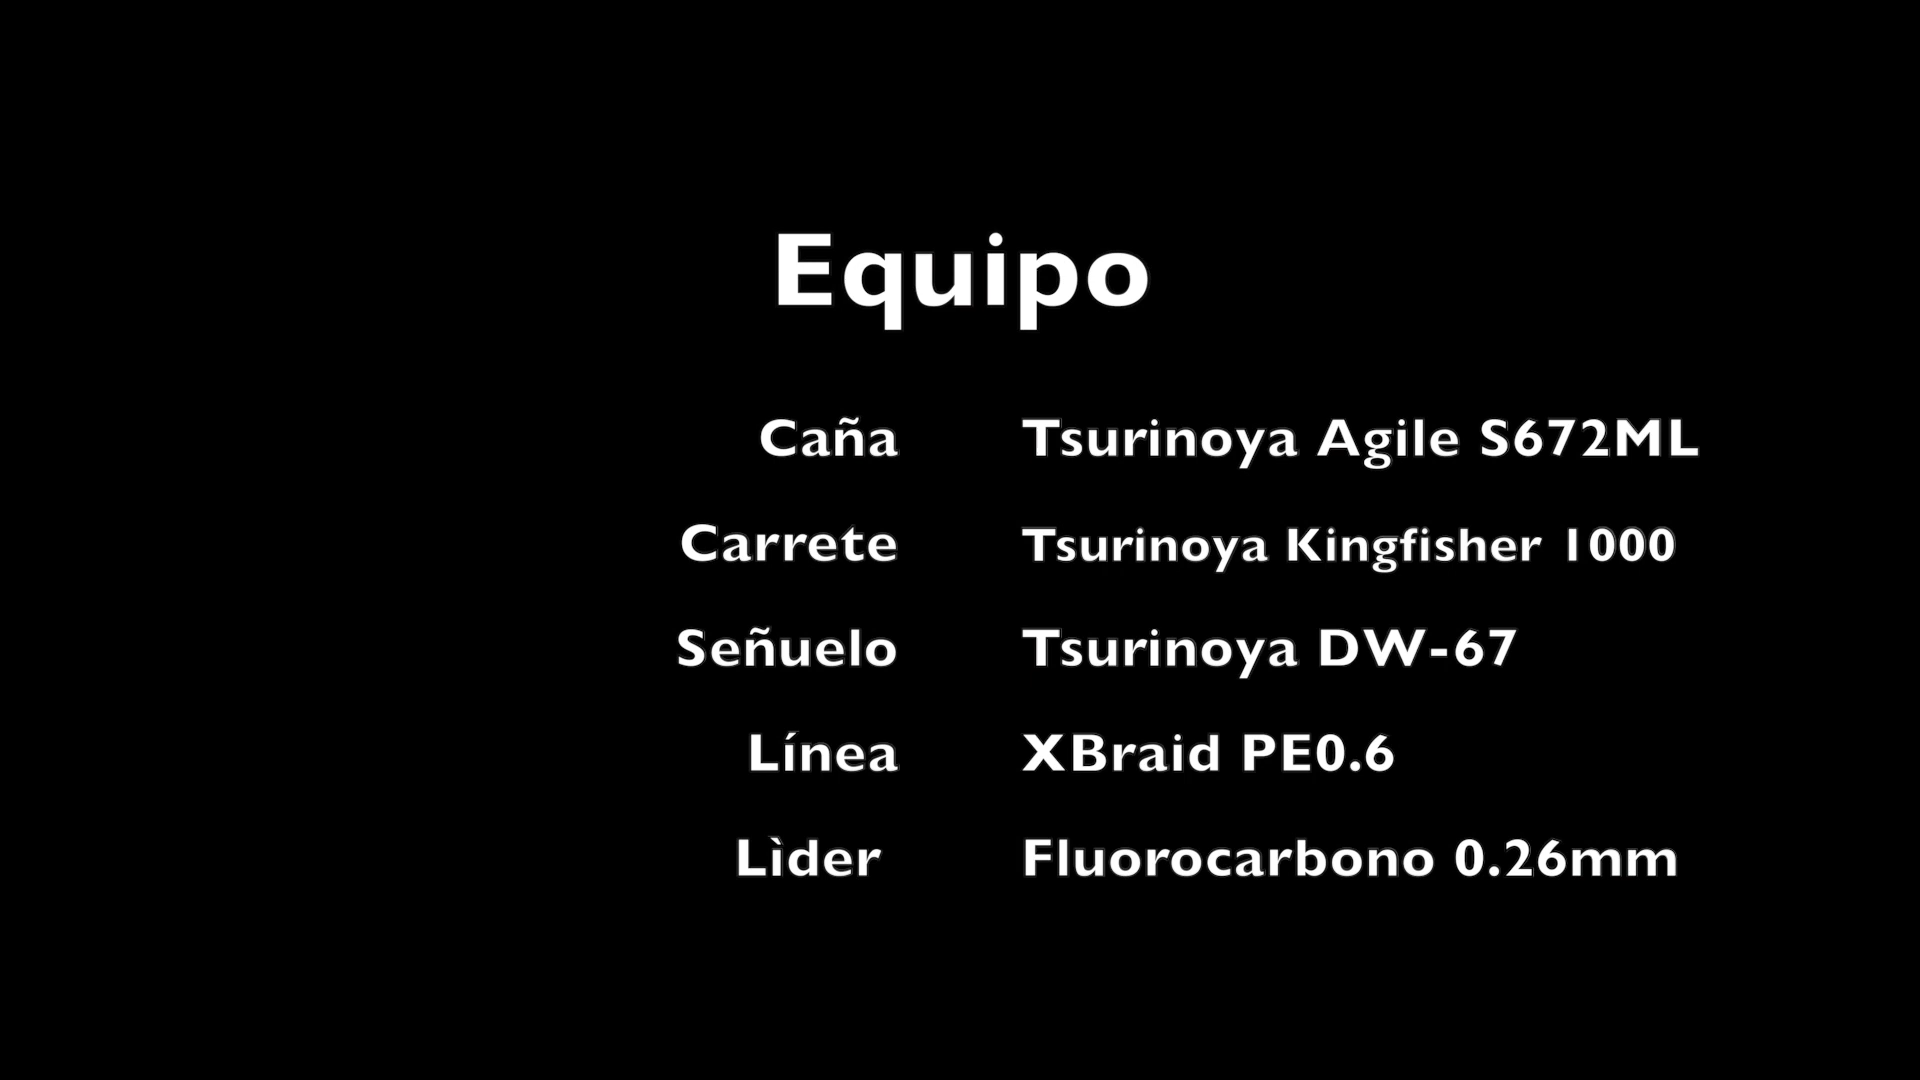 Equipo
Caña Tsurinoya Agile S672ML
Carrete Tsurinoya Kingfisher 1000
Señuelo Tsurinoya DW-67
Línea XBraid PE0.6
Lìder Fluorocarbono 0.26mm